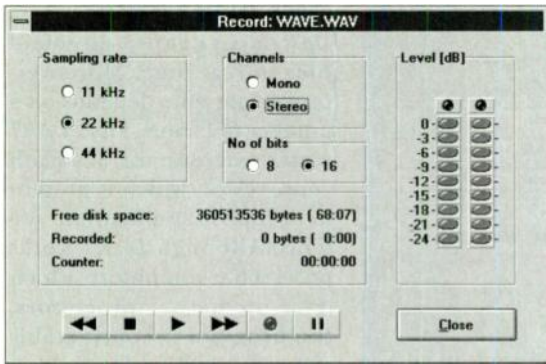 Record: WAVE.WAV
Sampling rate
11 kHz
22 kHz
44 kHz
Channels
Mono
Stereo
No of bits
8 16
Level [dB]
0
-3
-6
-9
-12
-15
-18
-21
-24
Free disk space: 360513536 bytes ( 68:07)
Recorded: 0 bytes ( 0:00)
Counter: 00:00:00
Close